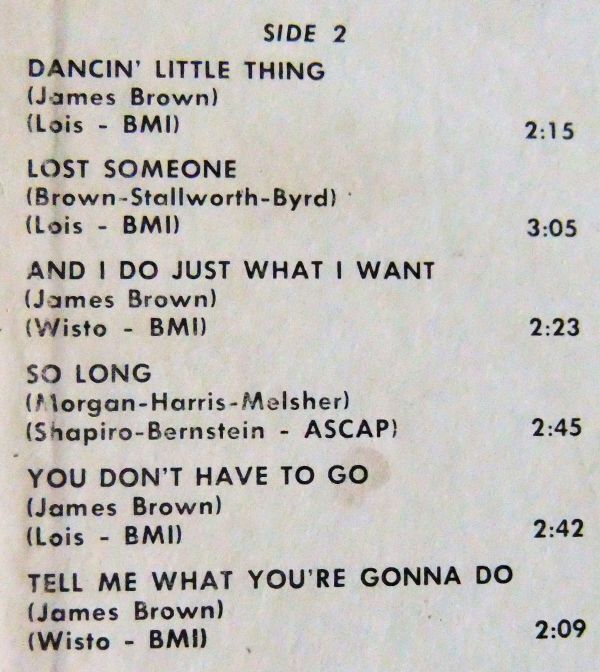 SIDE 2
DANCIN' LITTLE THING
(James Brown)
(Lois - BMI) 2:15
LOST SOMEONE
(Brown-Stallworth-Byrd)
(Lois - BMI) 3:05
AND I DO JUST WHAT I WANT
(James Brown)
(Wisto - BMI) 2:23
SO LONG
(Morgan-Harris-Melsher)
(Shapiro-Bernstein - ASCAP) 2:45
YOU DON'T HAVE TO GO
(James Brown)
(Lois - BMI) 2:42
TELL ME WHAT YOU'RE GONNA DO
(James Brown)
(Wisto - BMI) 2:09